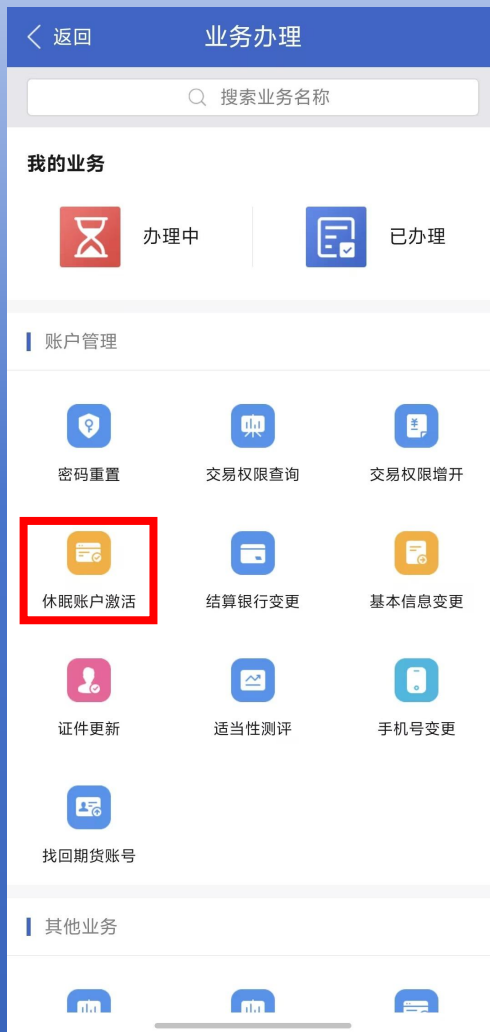 返回
业务办理
搜索业务名称
我的业务
办理中
已办理
账户管理
密码重置
交易权限查询
交易权限增开
休眠账户激活
结算银行变更
基本信息变更
证件更新
适当性测评
手机号变更
找回期货账号
其他业务